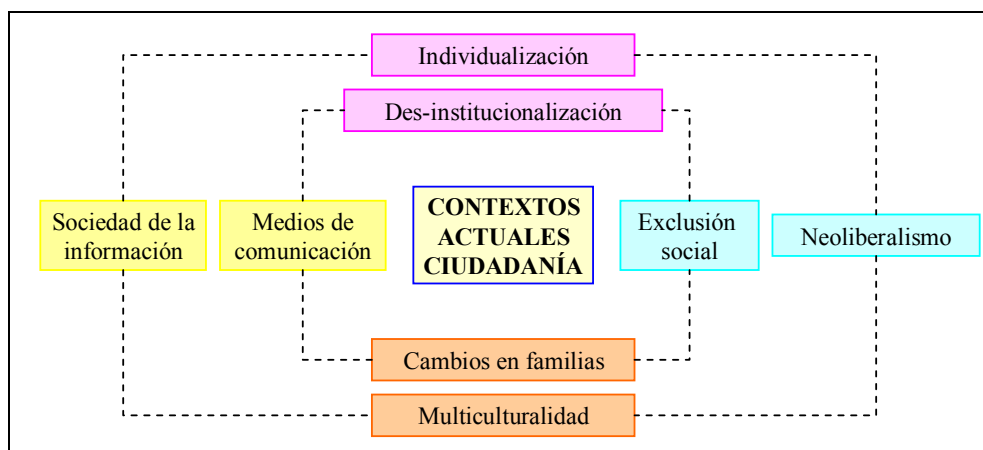 Individualización
Des-institucionalización
Sociedad de la
información
Medios de
comunicación
CONTEXTOS
ACTUALES
CIUDADANÍA
Exclusión
social
Neoliberalismo
Cambios en familias
Multiculturalidad